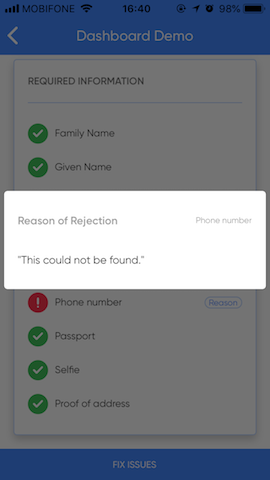 MOBIFONE 16:40 98%
Dashboard Demo
REQUIRED INFORMATION
Family Name
Given Name
Reason of Rejection Phone number
"This could not be found."
Phone number Reason
Passport
Selfie
Proof of address
FIX ISSUES